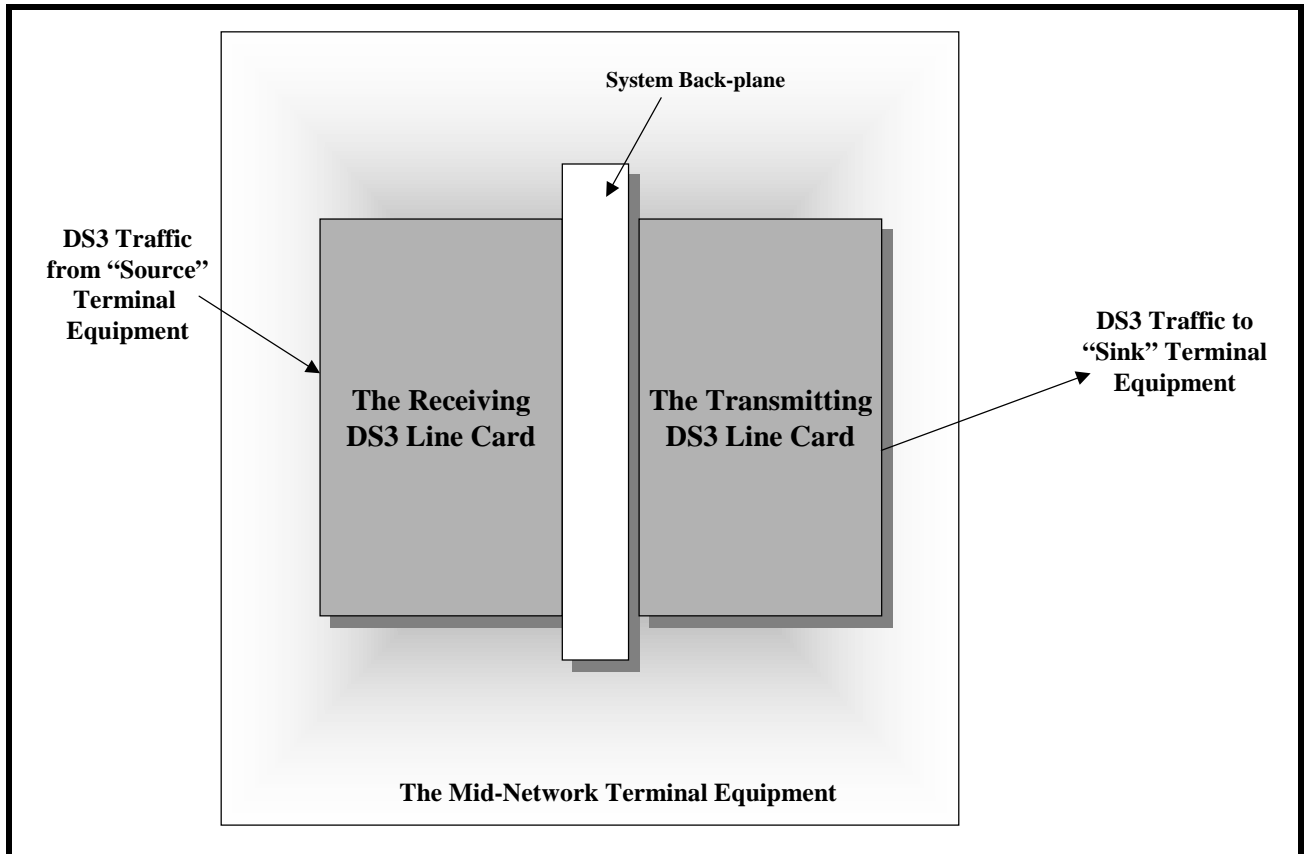 System Back-plane
DS3 Traffic
from “Source”
Terminal
Equipment
The Receiving
DS3 Line Card
The Transmitting
DS3 Line Card
DS3 Traffic to
“Sink” Terminal
Equipment
The Mid-Network Terminal Equipment